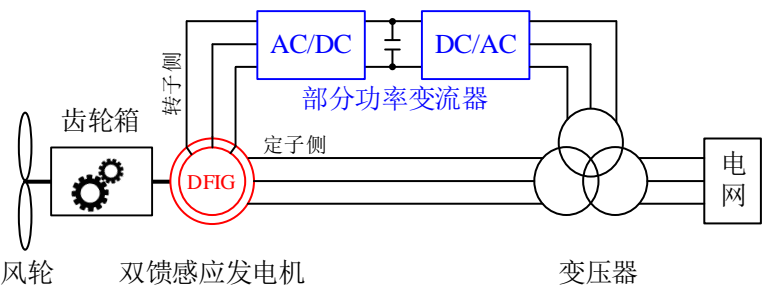 AC/DC
DC/AC
转子侧
部分功率变流器
齿轮箱
定子侧
DFIG
电网
风轮
双馈感应发电机
变压器